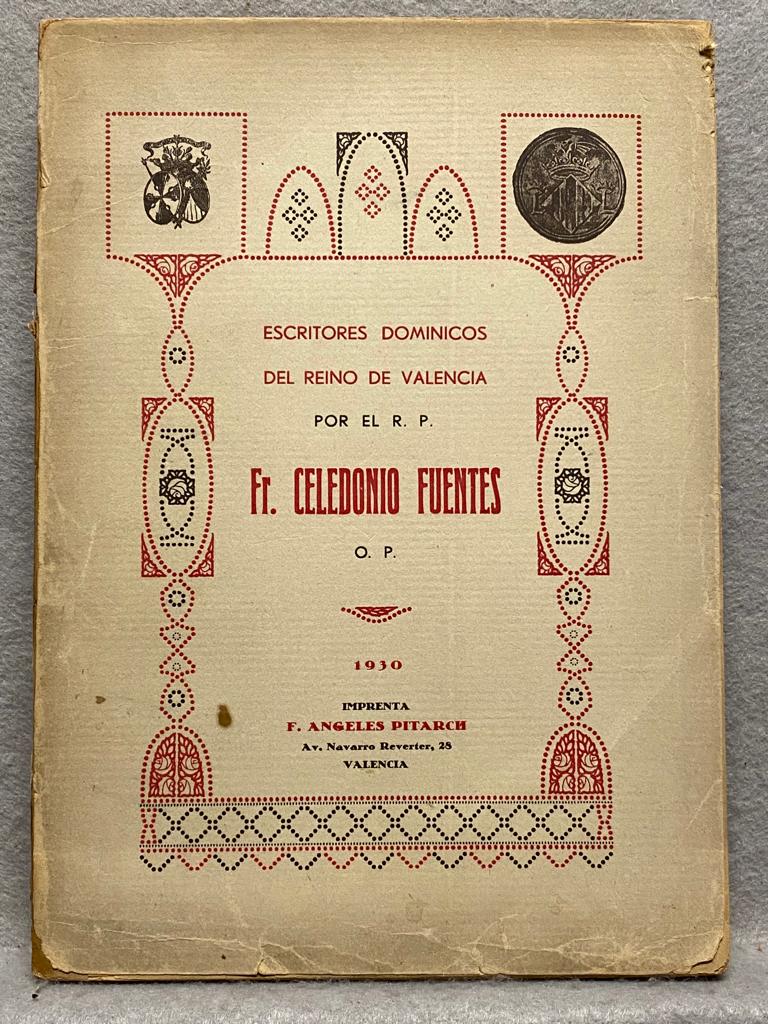 ESCRITORES DOMINICOS
DEL REINO DE VALENCIA
POR EL R. P.
Fr. CELEDONIO FUENTES
O. P.
1930
IMPRENTA
F. ANGELES PITARCH
Av. Navarro Reverter, 28
VALENCIA